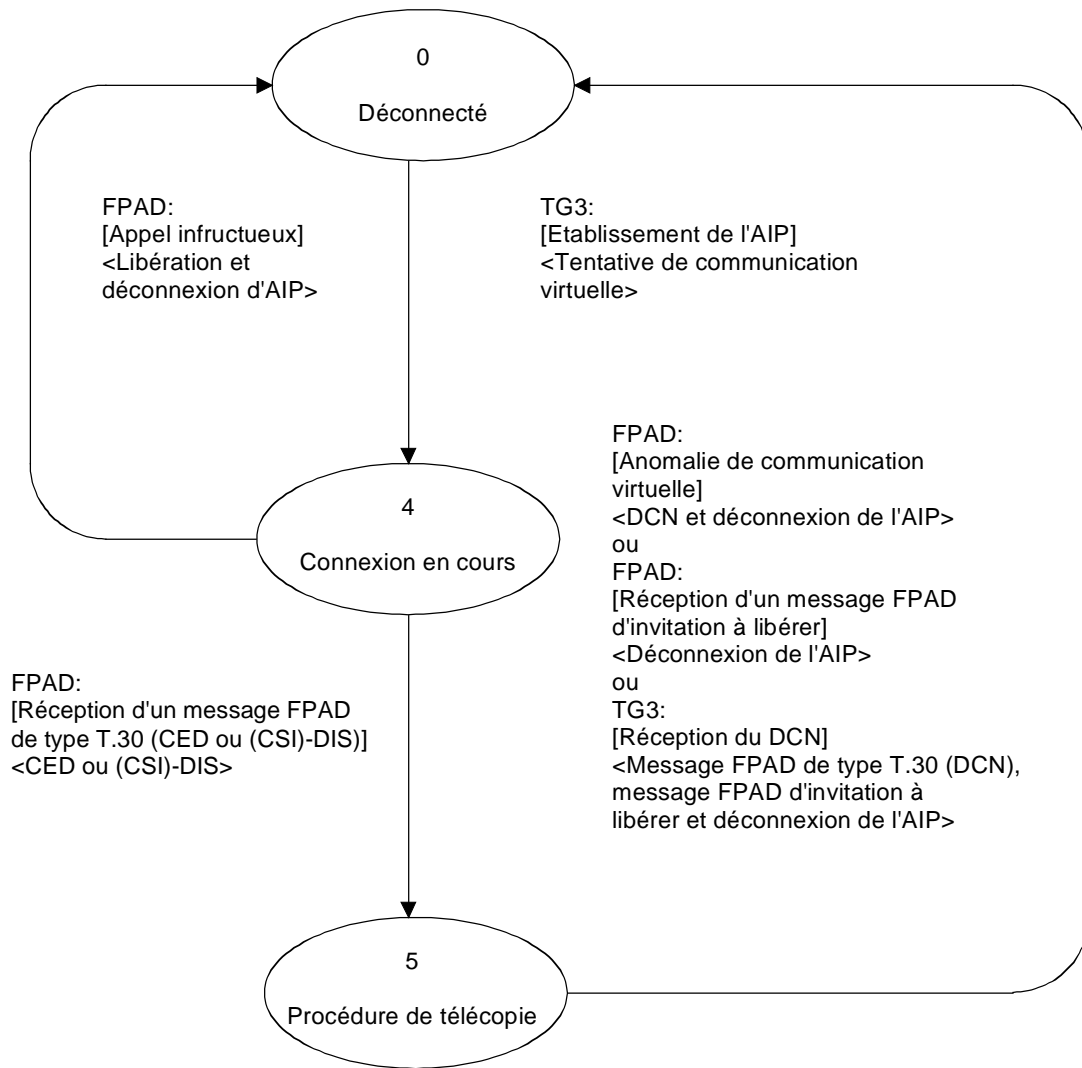 0
Déconnecté
FPAD:
[Appel infructueux]
<Libération et
déconnexion d'AIP>
TG3:
[Etablissement de l'AIP]
<Tentative de communication
virtuelle>
4
Connexion en cours
FPAD:
[Anomalie de communication
virtuelle]
<DCN et déconnexion de l'AIP>
ou
FPAD:
[Réception d'un message FPAD
d'invitation à libérer]
<Déconnexion de l'AIP>
ou
TG3:
[Réception du DCN]
<Message FPAD de type T.30 (DCN),
message FPAD d'invitation à
libérer et déconnexion de l'AIP>
FPAD:
[Réception d'un message FPAD
de type T.30 (CED ou (CSI)-DIS)]
<CED ou (CSI)-DIS>
5
Procédure de télécopie